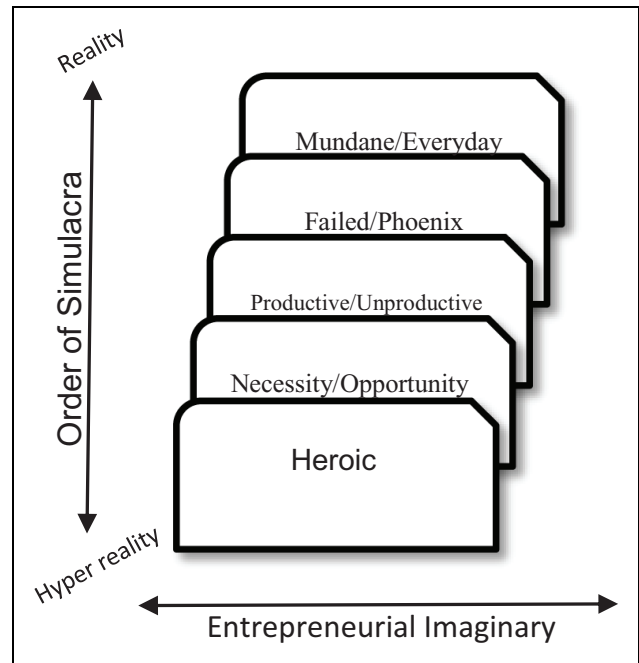 Reality
Order of Simulacra
Hyper reality
Mundane/Everyday
Failed/Phoenix
Productive/Unproductive
Necessity/Opportunity
Heroic
Entrepreneurial Imaginary